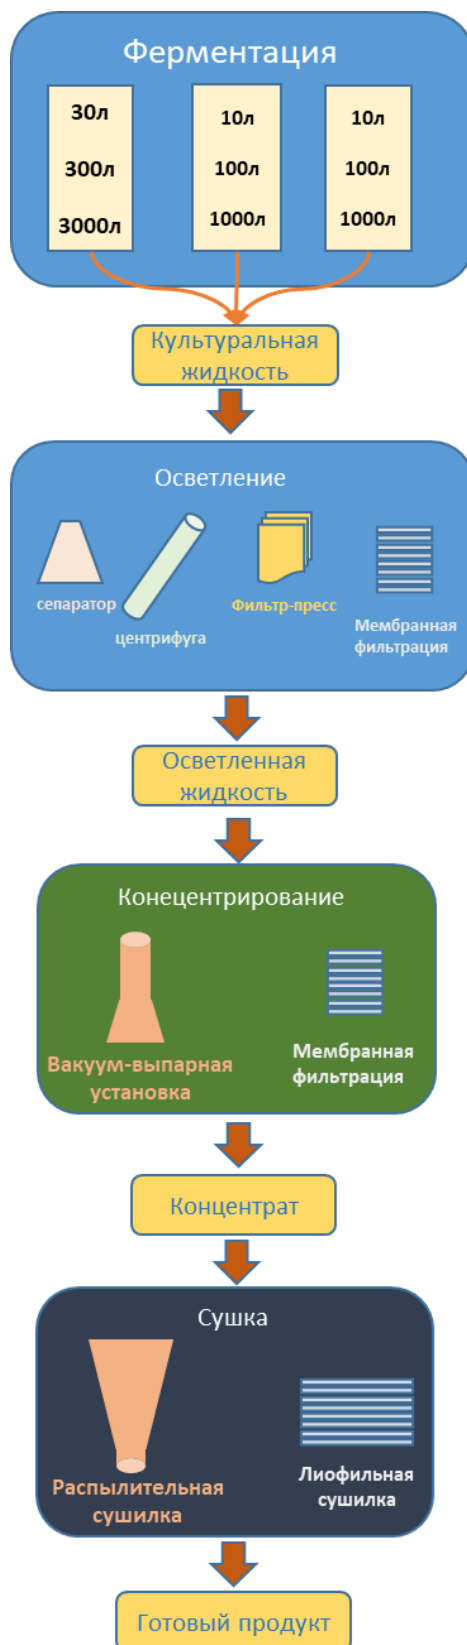 Ферментация
30л
300л
3000л
10л
100л
1000л
10л
100л
1000л
Культуральная
жидкость
Осветление
сепаратор
центрифуга
Фильтр-пресс
Мембранная
фильтрация
Осветленная
жидкость
Конецентрирование
Вакуум-выпарная
установка
Мембранная
фильтрация
Концентрат
Сушка
Распылительная
сушилка
Лиофильная
сушилка
Готовый продукт